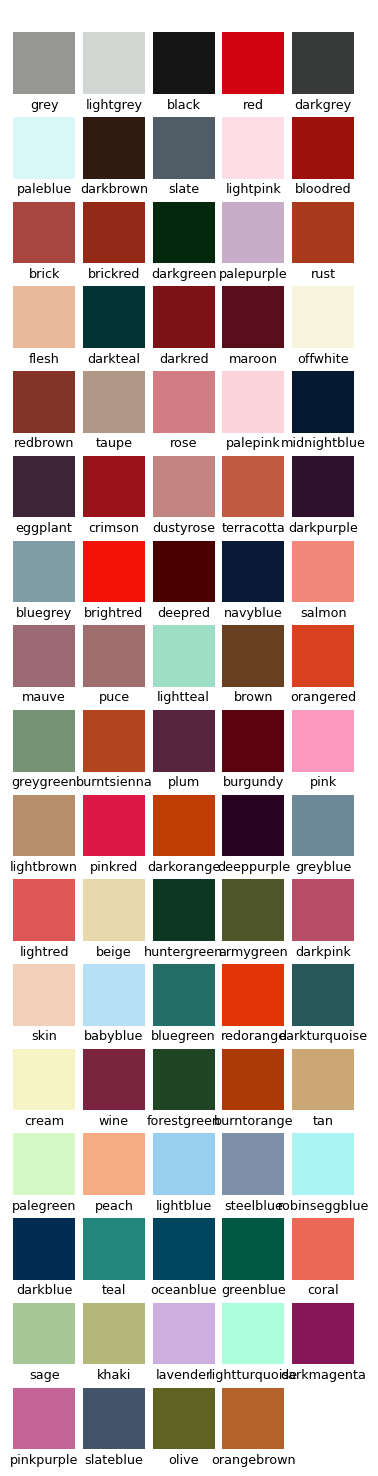 grey lightgrey black red darkgrey
paleblue darkbrown slate lightpink bloodred
brick brickred darkgreen palepurple rust
flesh darkteal darkred maroon offwhite
redbrown taupe rose palepink midnightblue
eggplant crimson dustyrose terracotta darkpurple
bluegrey brightred deepred navyblue salmon
mauve puce lightteal brown orangered
greygreen burntsienna plum burgundy pink
lightbrown pinkred darkorange deeppurple greyblue
lightred beige huntergreen armygreen darkpink
skin babyblue bluegreen redorange darkturquoise
cream wine forestgreen burntorange tan
palegreen peach lightblue steelblue robinseggblue
darkblue teal oceanblue greenblue coral
sage khaki lavender lightturquoise darkmagenta
pinkpurple slateblue olive orangebrown